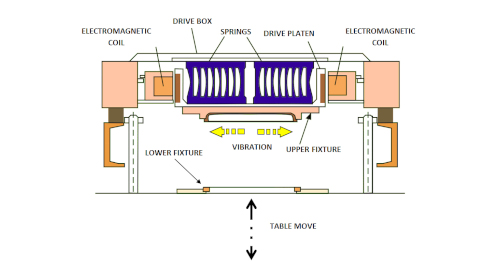 DRIVE BOX
ELECTROMAGNETIC
COIL
SPRINGS
DRIVE PLATEN
ELECTROMAGNETIC
COIL
VIBRATION
UPPER FIXTURE
LOWER FIXTURE
TABLE MOVE